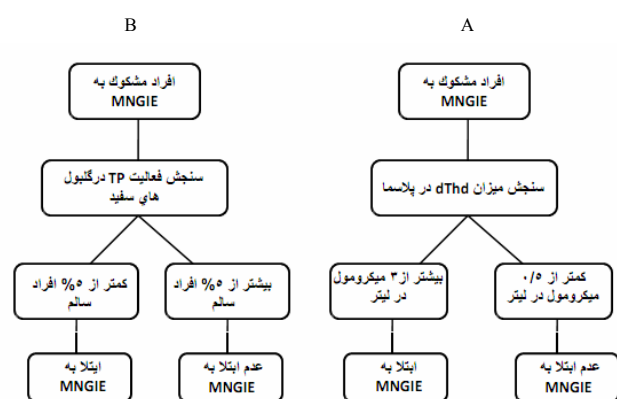 B
A
افراد مشکوك به
MNGIE
افراد مشکوك به
MNGIE
سنجش فعالیت TP درگلبول
هاي سفید
سنجش میزان dThd در پلاسما
کمتر از ۵% افراد
سالم
بیشتر از ۵% افراد
سالم
بیشتر از ۳ میکرومول
در لیتر
کمتر از ۰/۵
میکرومول در لیتر
ابتلا به
MNGIE
عدم ابتلا به
MNGIE
ابتلا به
MNGIE
عدم ابتلا به
MNGIE